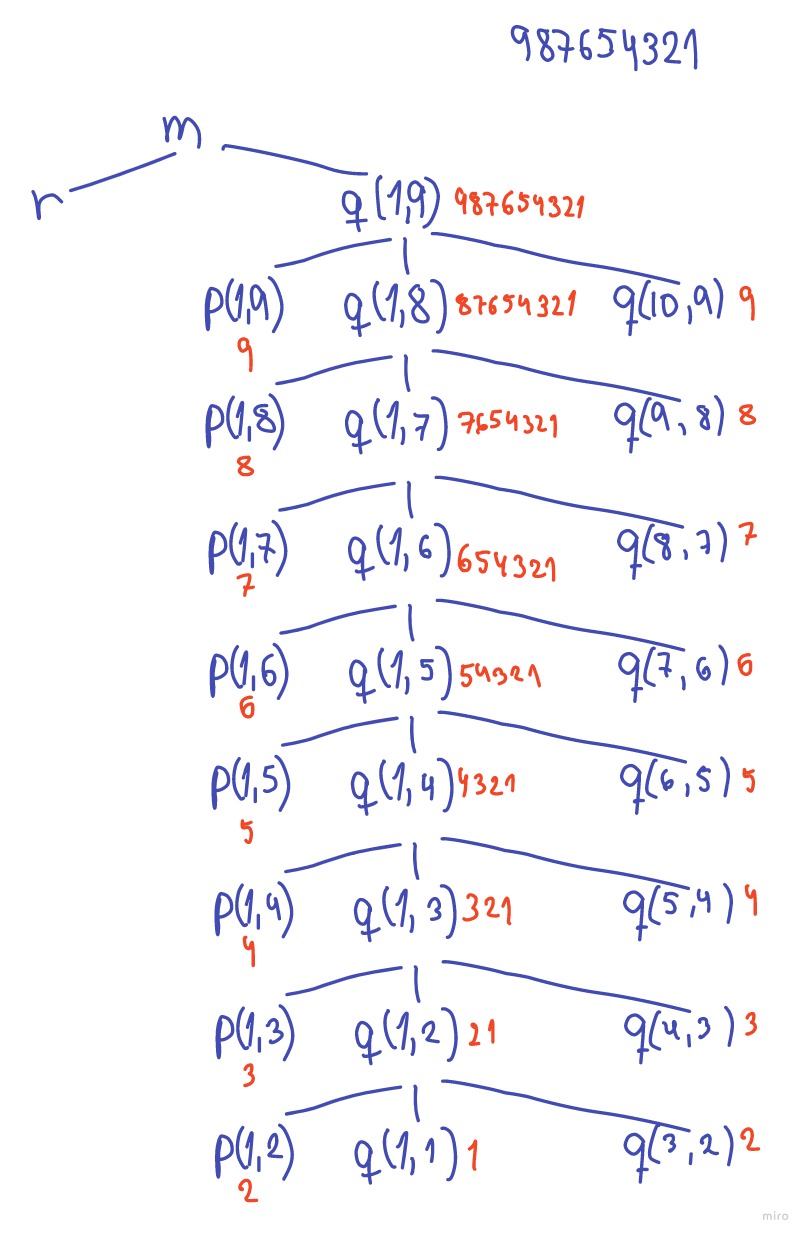 987654321
m
r
q(1,9) 987654321
p(1,9) q(1,8) 87654321 q(10,9) 9
9
p(1,8) q(1,7) 7654321 q(9,8) 8
8
p(1,7) q(1,6) 654321 q(8,7) 7
7
p(1,6) q(1,5) 54321 q(7,6) 6
6
p(1,5) q(1,4) 4321 q(6,5) 5
5
p(1,4) q(1,3) 321 q(5,4) 4
4
p(1,3) q(1,2) 21 q(4,3) 3
3
p(1,2) q(1,1) 1 q(3,2) 2
2
miro